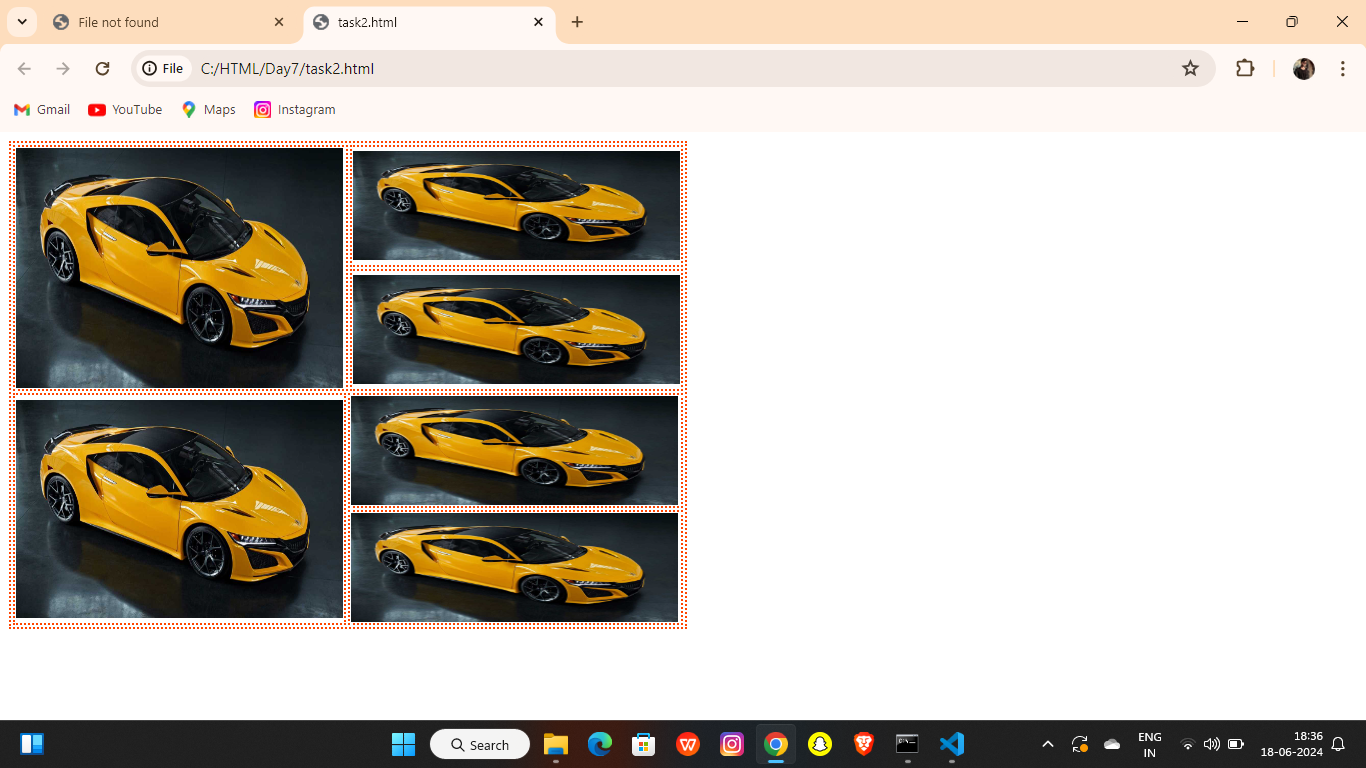 File not found
task2.html
File
C:/HTML/Day7/task2.html
Gmail
YouTube
Maps
Instagram
Search
ENG
IN
18:36
18-06-2024